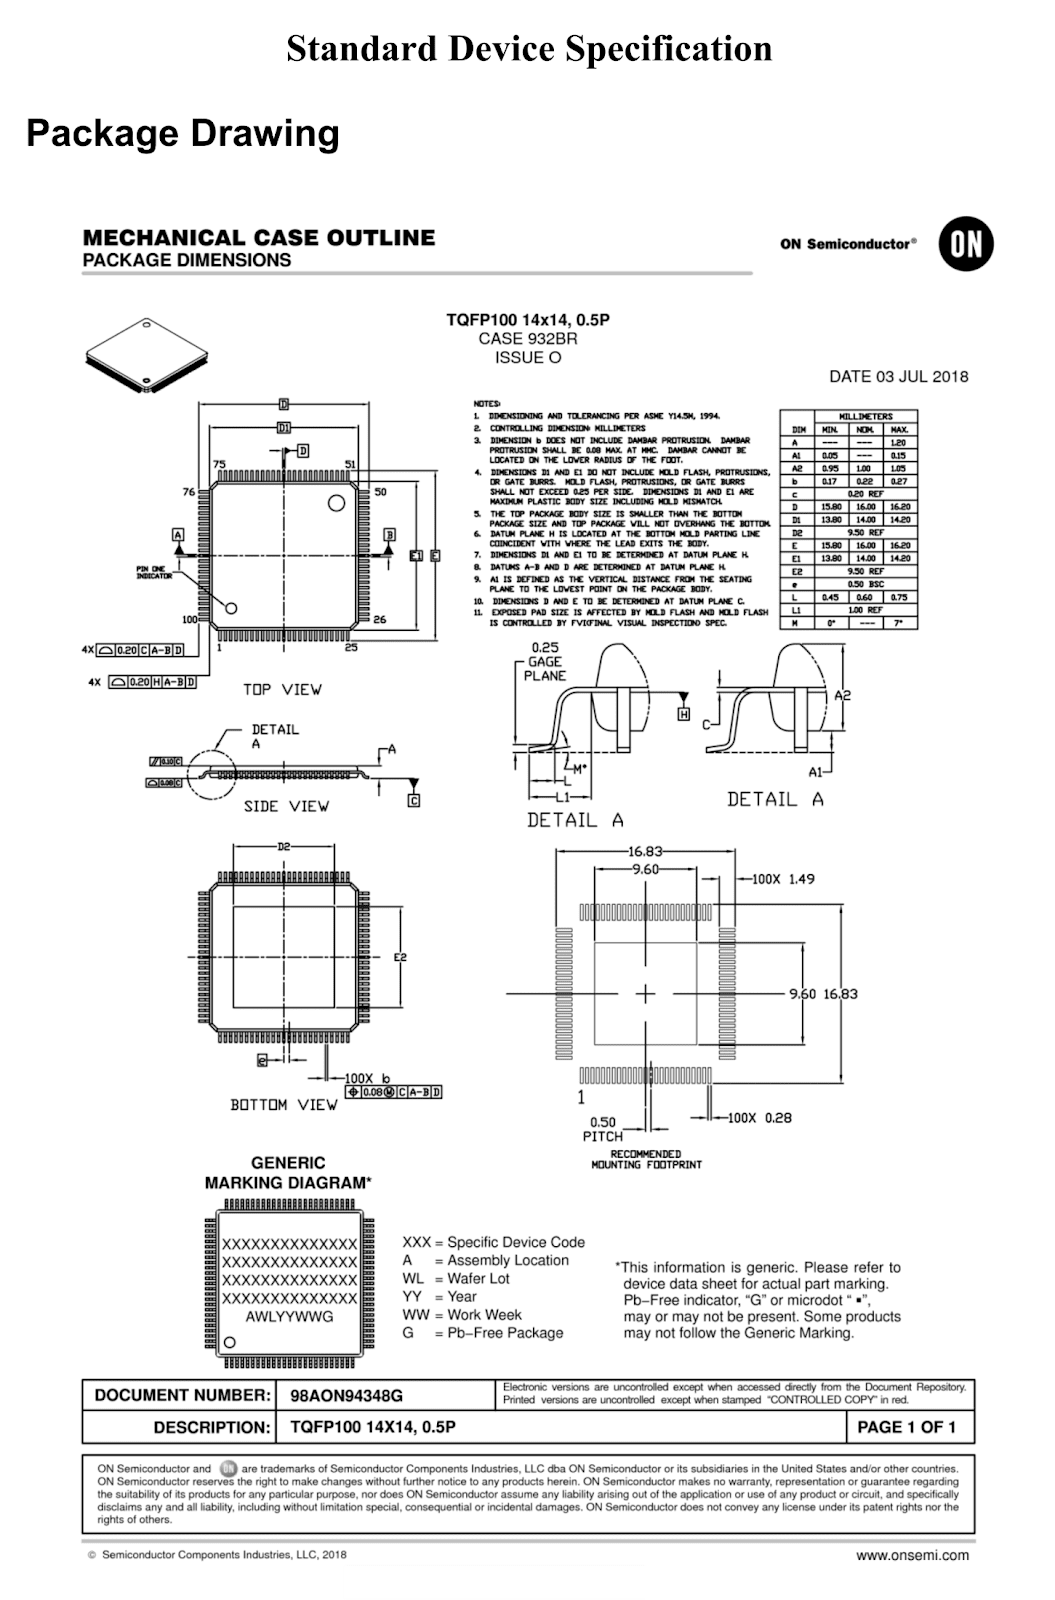 Standard Device Specification
Package Drawing
MECHANICAL CASE OUTLINE
PACKAGE DIMENSIONS
ON Semiconductor®
ON
TQFP100 14x14, 0.5P
CASE 932BR
ISSUE O
DATE 03 JUL 2018
D
D1
D
75
51
76
50
A
B
E1
E
PIN ONE
INDICATOR
100
26
1
25
4X 0.20 C A-B D
4X 0.20 H A-B D
TOP VIEW
NOTES:
1. DIMENSIONING AND TOLERANCING PER ASME Y14.5M, 1994.
2. CONTROLLING DIMENSION: MILLIMETERS
3. DIMENSION b DOES NOT INCLUDE DAMBAR PROTRUSION. DAMBAR
PROTRUSION SHALL BE 0.08 MAX. AT MMC. DAMBAR CANNOT BE
LOCATED ON THE LOWER RADIUS OF THE FOOT.
4. DIMENSIONS D1 AND E1 DO NOT INCLUDE MOLD FLASH, PROTRUSIONS,
OR GATE BURRS. MOLD FLASH, PROTRUSIONS, OR GATE BURRS
SHALL NOT EXCEED 0.25 PER SIDE. DIMENSIONS D1 AND E1 ARE
MAXIMUM PLASTIC BODY SIZE INCLUDING MOLD MISMATCH.
5. THE TOP PACKAGE BODY SIZE IS SMALLER THAN THE BOTTOM
PACKAGE SIZE AND TOP PACKAGE WILL NOT OVERHANG THE BOTTOM.
6. DATUM PLANE H IS LOCATED AT THE BOTTOM MOLD PARTING LINE
COINCIDENT WITH WHERE THE LEAD EXITS THE BODY.
7. DIMENSIONS D1 AND E1 TO BE DETERMINED AT DATUM PLANE H.
8. DATUMS A-B AND D ARE DETERMINED AT DATUM PLANE H.
9. A1 IS DEFINED AS THE VERTICAL DISTANCE FROM THE SEATING
PLANE TO THE LOWEST POINT ON THE PACKAGE BODY.
10. DIMENSIONS D AND E TO BE DETERMINED AT DATUM PLANE C.
11. EXPOSED PAD SIZE IS AFFECTED BY MOLD FLASH AND MOLD FLASH
IS CONTROLLED BY FVI(FINAL VISUAL INSPECTION) SPEC.
MILLIMETERS
DIM MIN. NOM. MAX.
A --- --- 1.20
A1 0.05 --- 0.15
A2 0.95 1.00 1.05
b 0.17 0.22 0.27
c 0.20 REF
D 15.80 16.00 16.20
D1 13.80 14.00 14.20
D2 9.50 REF
E 15.80 16.00 16.20
E1 13.80 14.00 14.20
E2 9.50 REF
e 0.50 BSC
L 0.45 0.60 0.75
L1 1.00 REF
M 0° --- 7°
0.25
GAGE
PLANE
H
M°
L
L1
DETAIL A
A2
C
A1
DETAIL A
DETAIL
A
A
// 0.10 C
0.08 C
C
SIDE VIEW
D2
E2
e
100X b
0.08 M C A-B D
BOTTOM VIEW
16.83
9.60
100X 1.49
9.60 16.83
1
0.50
PITCH
100X 0.28
RECOMMENDED
MOUNTING FOOTPRINT
GENERIC
MARKING DIAGRAM*
XXXXXXXXXXXXXX
XXXXXXXXXXXXXX
XXXXXXXXXXXXXX
XXXXXXXXXXXXXX
AWLYYWWG
XXX = Specific Device Code
A = Assembly Location
WL = Wafer Lot
YY = Year
WW = Work Week
G = Pb−Free Package
*This information is generic. Please refer to
device data sheet for actual part marking.
Pb−Free indicator, “G” or microdot “ ▪”,
may or may not be present. Some products
may not follow the Generic Marking.
DOCUMENT NUMBER: 98AON94348G
Electronic versions are uncontrolled except when accessed directly from the Document Repository.
Printed versions are uncontrolled except when stamped “CONTROLLED COPY” in red.
DESCRIPTION: TQFP100 14X14, 0.5P PAGE 1 OF 1
ON Semiconductor and ON are trademarks of Semiconductor Components Industries, LLC dba ON Semiconductor or its subsidiaries in the United States and/or other countries.
ON Semiconductor reserves the right to make changes without further notice to any products herein. ON Semiconductor makes no warranty, representation or guarantee regarding
the suitability of its products for any particular purpose, nor does ON Semiconductor assume any liability arising out of the application or use of any product or circuit, and specifically
disclaims any and all liability, including without limitation special, consequential or incidental damages. ON Semiconductor does not convey any license under its patent rights nor the
rights of others.
© Semiconductor Components Industries, LLC, 2018
www.onsemi.com